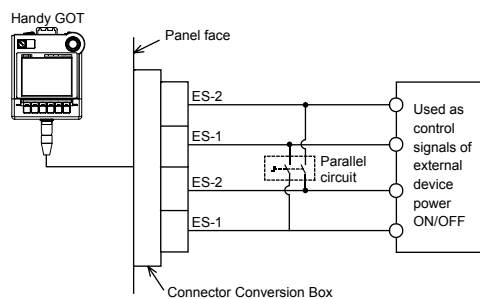 Handy GOT
Panel face
ES-2
ES-1
ES-2
ES-1
Parallel
circuit
Used as
control
signals of
external
device
power
ON/OFF
Connector Conversion Box